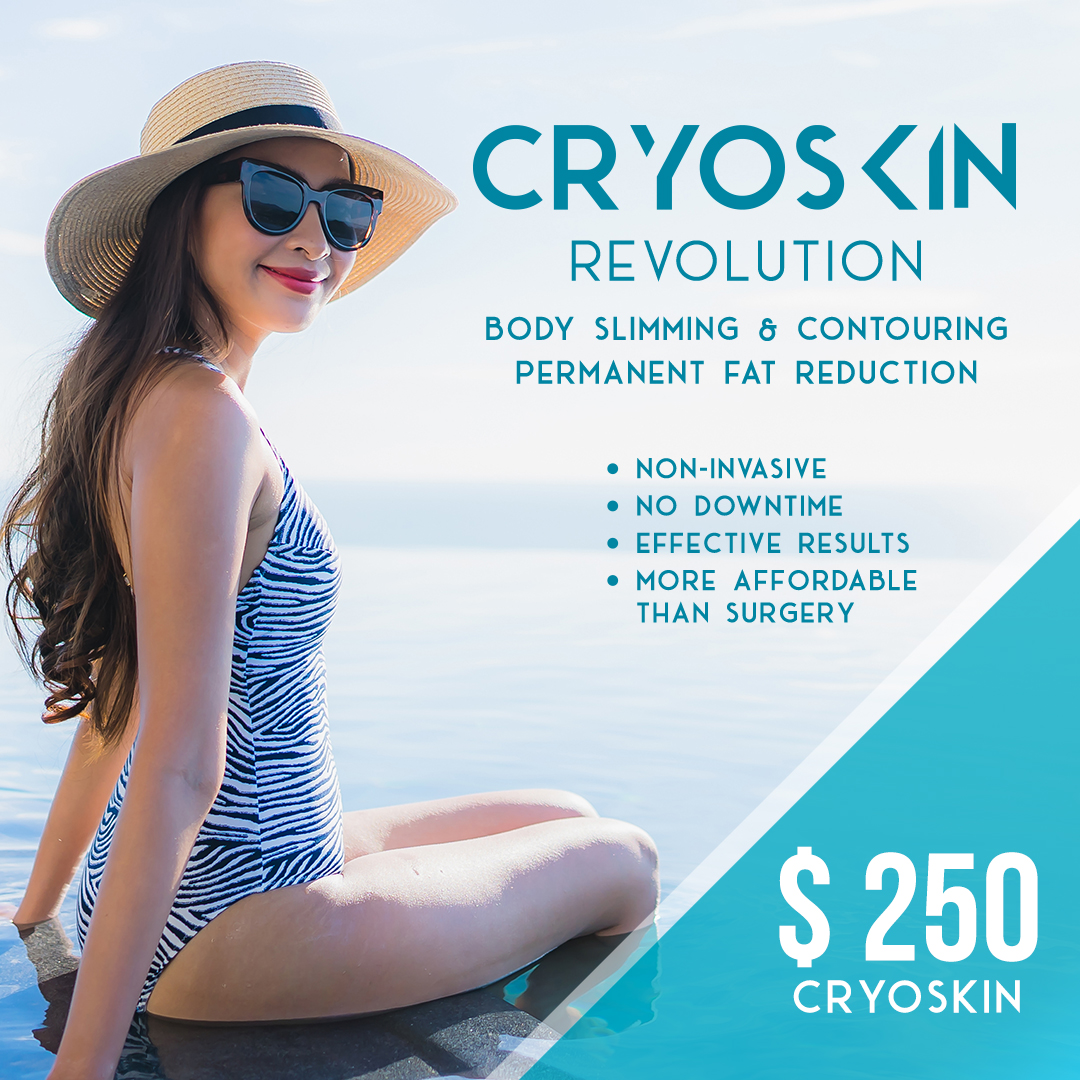 CRYOSKIN
REVOLUTION
BODY SLIMMING & CONTOURING
PERMANENT FAT REDUCTION
• NON-INVASIVE
• NO DOWNTIME
• EFFECTIVE RESULTS
• MORE AFFORDABLE
THAN SURGERY
$ 250
CRYOSKIN